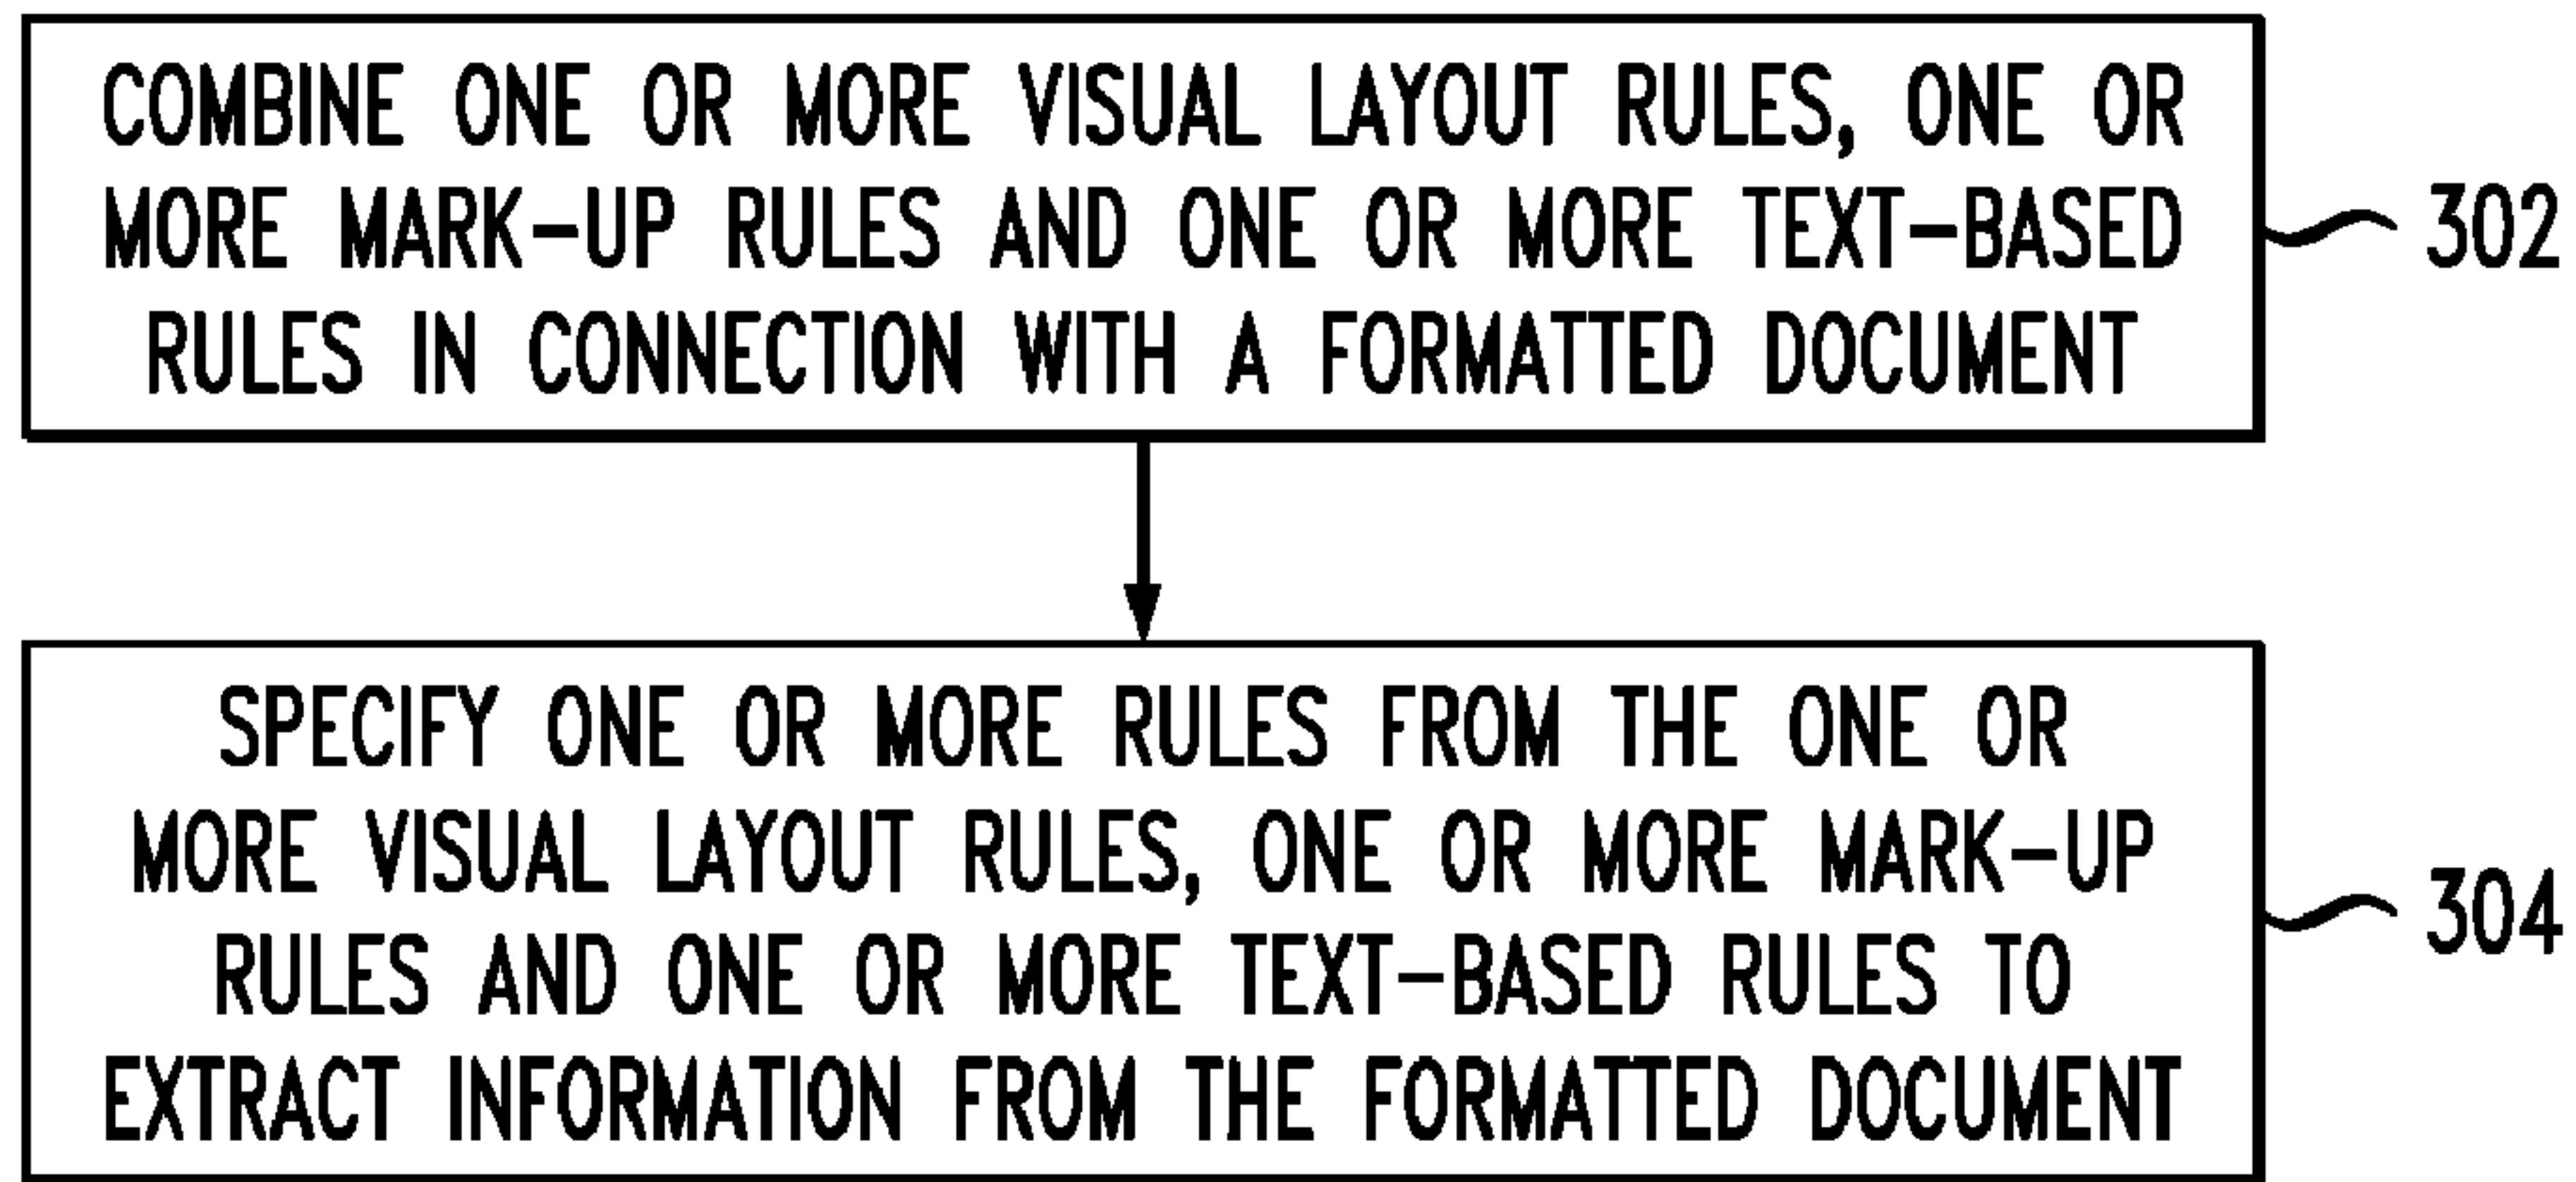 COMBINE ONE OR MORE VISUAL LAYOUT RULES, ONE OR
MORE MARK-UP RULES AND ONE OR MORE TEXT-BASED
RULES IN CONNECTION WITH A FORMATTED DOCUMENT
302
SPECIFY ONE OR MORE RULES FROM THE ONE OR
MORE VISUAL LAYOUT RULES, ONE OR MORE MARK-UP
RULES AND ONE OR MORE TEXT-BASED RULES TO
EXTRACT INFORMATION FROM THE FORMATTED DOCUMENT
304